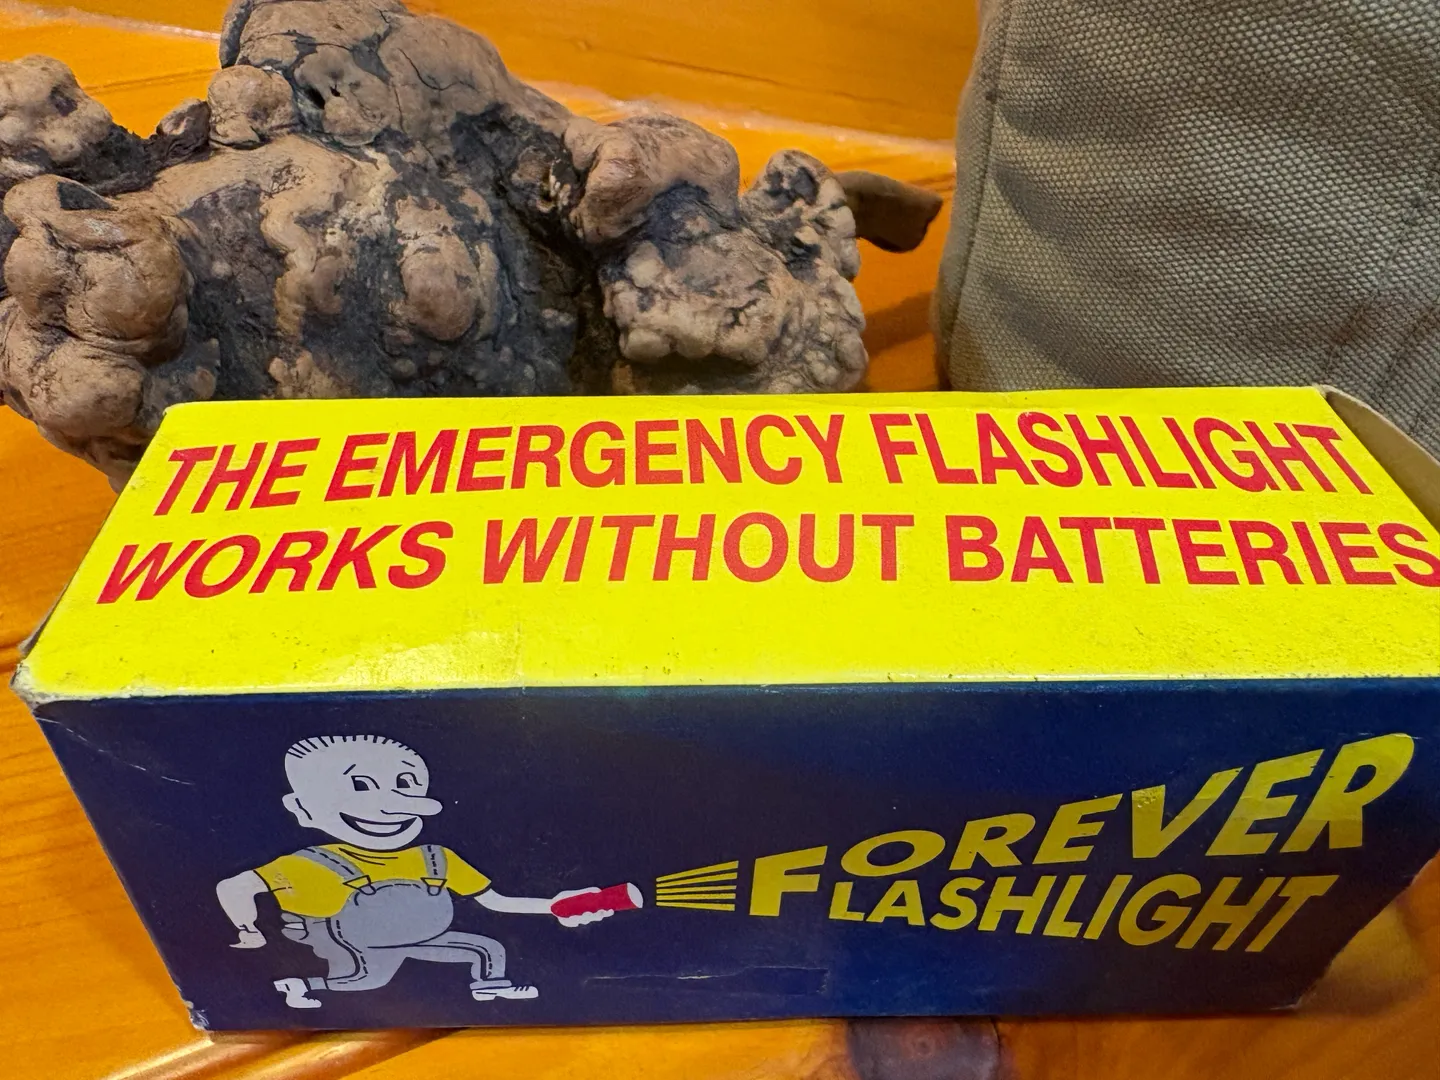 THE EMERGENCY FLASHLIGHT
WORKS WITHOUT BATTERIES
FOREVER
FLASHLIGHT